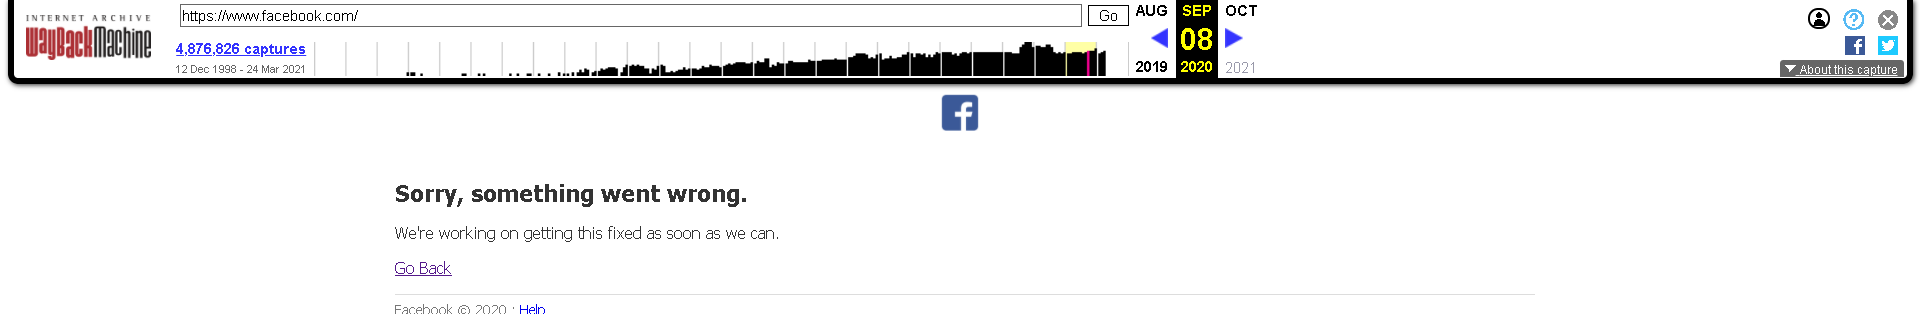 INTERNET ARCHIVE
WayBackMachine
https://www.facebook.com/
Go
4,876,826 captures
12 Dec 1998 - 24 Mar 2021
AUG SEP OCT
08
2019 2020 2021
About this capture
Sorry, something went wrong.
We're working on getting this fixed as soon as we can.
Go Back
Facebook © 2020 · Help